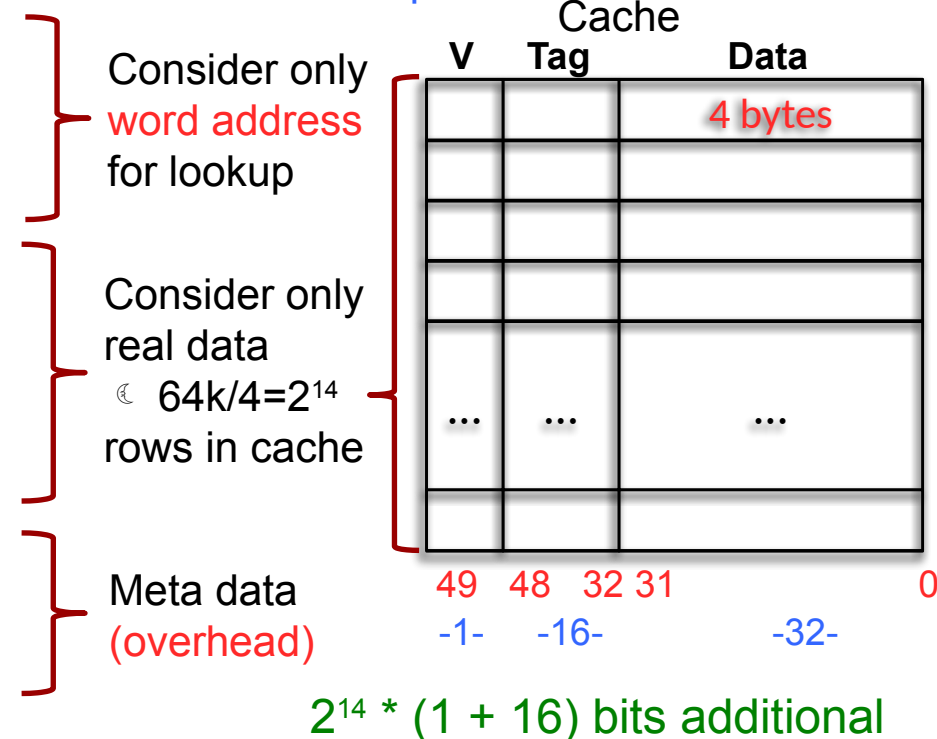 Cache
V Tag Data
Consider only
word address
for lookup
4 bytes
Consider only
real data
☾ 64k/4=2¹⁴
rows in cache
... ... ...
Meta data
(overhead)
49 48 32 31 0
-1- -16- -32-
2¹⁴ * (1 + 16) bits additional